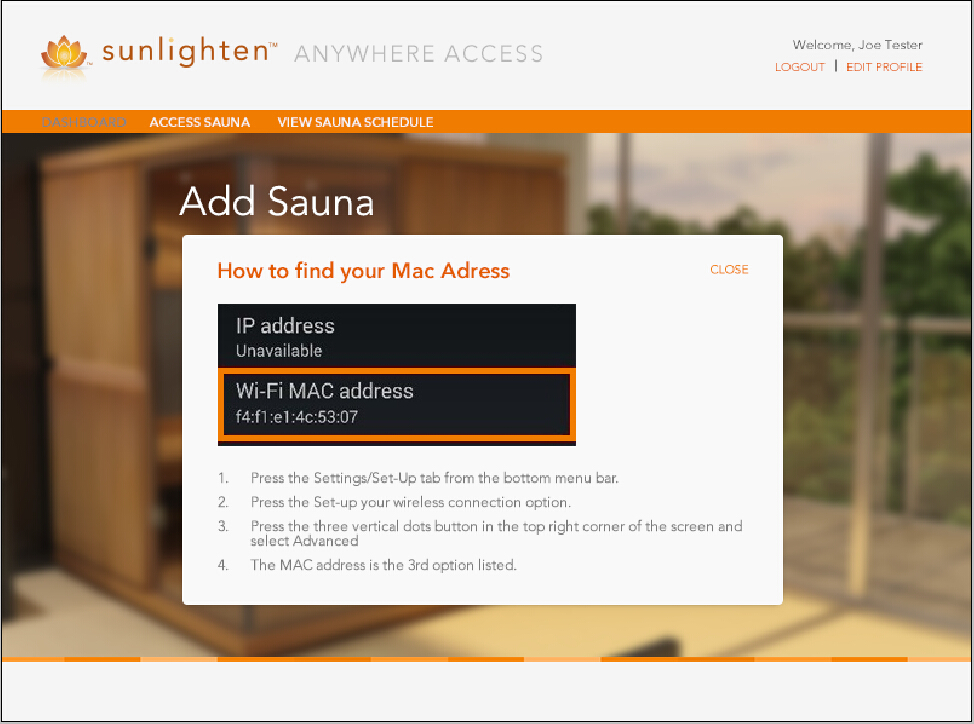 sunlighten™ ANYWHERE ACCESS
Welcome, Joe Tester
LOGOUT | EDIT PROFILE
DASHBOARD ACCESS SAUNA VIEW SAUNA SCHEDULE
Add Sauna
How to find your Mac Adress
CLOSE
IP address
Unavailable
Wi-Fi MAC address
f4:f1:e1:4c:53:07
1. Press the Settings/Set-Up tab from the bottom menu bar.
2. Press the Set-up your wireless connection option.
3. Press the three vertical dots button in the top right corner of the screen and
select Advanced
4. The MAC address is the 3rd option listed.